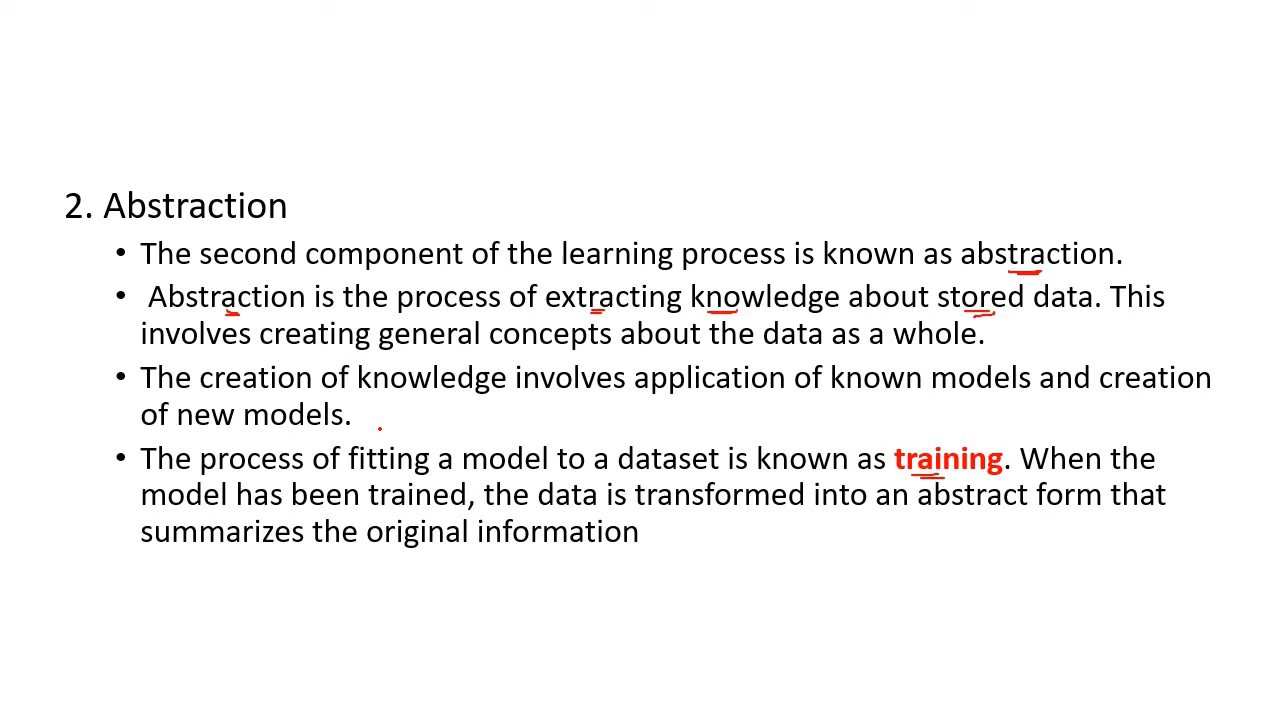 2. Abstraction
• The second component of the learning process is known as abstraction.
• Abstraction is the process of extracting knowledge about stored data. This
involves creating general concepts about the data as a whole.
• The creation of knowledge involves application of known models and creation
of new models.
• The process of fitting a model to a dataset is known as training. When the
model has been trained, the data is transformed into an abstract form that
summarizes the original information